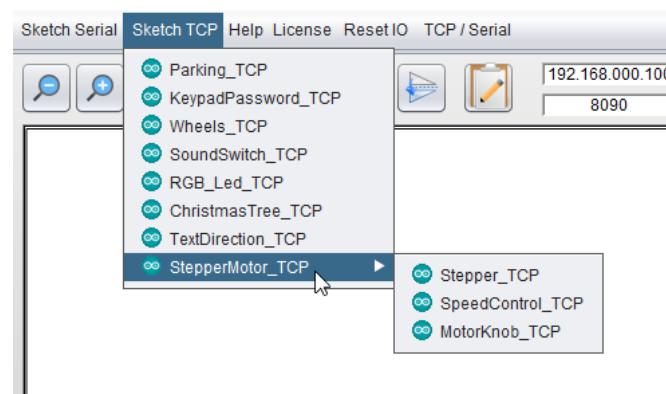 Sketch Serial Sketch TCP Help License Reset IO TCP / Serial
192.168.000.100
8090
Parking_TCP
KeypadPassword_TCP
Wheels_TCP
SoundSwitch_TCP
RGB_Led_TCP
ChristmasTree_TCP
TextDirection_TCP
StepperMotor_TCP
Stepper_TCP
SpeedControl_TCP
MotorKnob_TCP